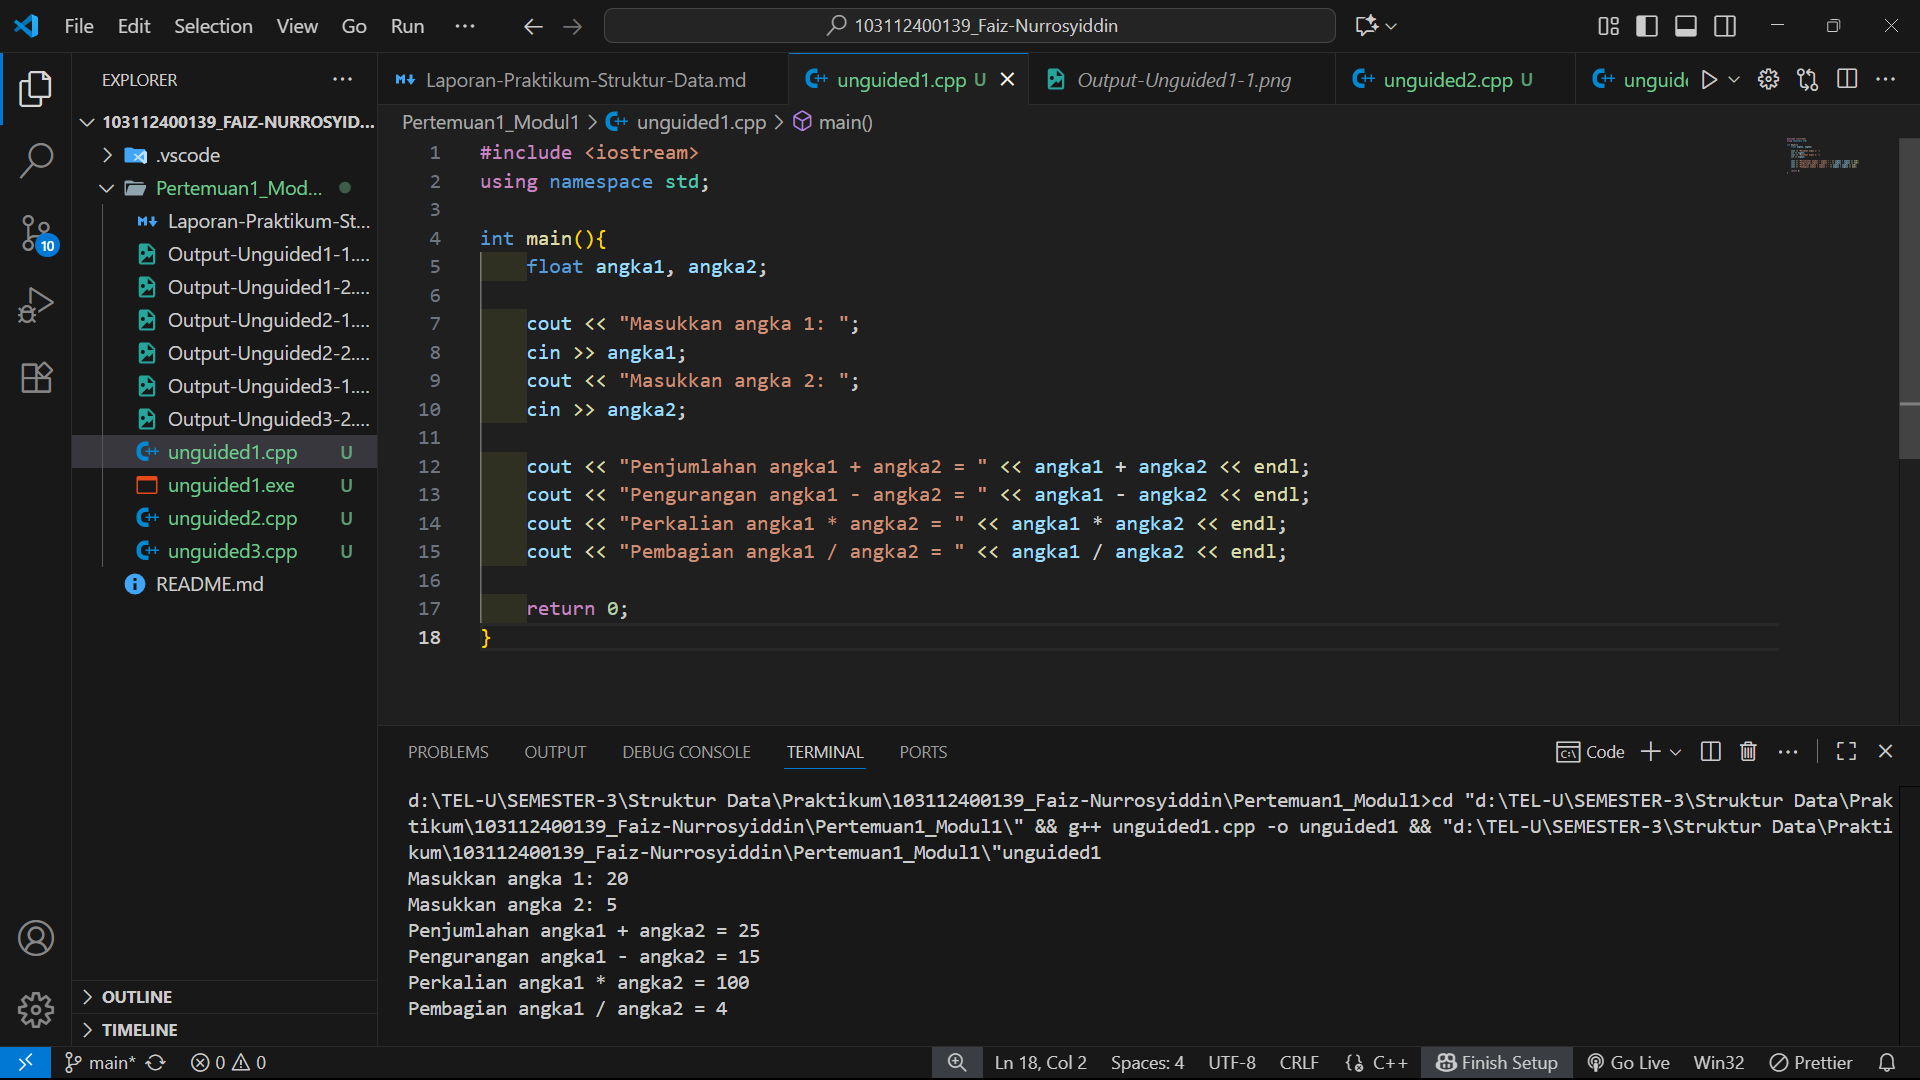 File Edit Selection View Go Run ... 103112400139_Faiz-Nurrosyiddin
EXPLORER
103112400139_FAIZ-NURROSYID...
.vscode
Pertemuan1_Mod...
Laporan-Praktikum-St...
Output-Unguided1-1....
Output-Unguided1-2....
Output-Unguided2-1....
Output-Unguided2-2....
Output-Unguided3-1....
Output-Unguided3-2....
unguided1.cpp U
unguided1.exe U
unguided2.cpp U
unguided3.cpp U
README.md
OUTLINE
TIMELINE
10
Laporan-Praktikum-Struktur-Data.md unguided1.cpp U Output-Unguided1-1.png unguided2.cpp U unguide
Pertemuan1_Modul1 > unguided1.cpp > main()
1 #include <iostream>
2 using namespace std;
3
4 int main(){
5 float angka1, angka2;
6
7 cout << "Masukkan angka 1: ";
8 cin >> angka1;
9 cout << "Masukkan angka 2: ";
10 cin >> angka2;
11
12 cout << "Penjumlahan angka1 + angka2 = " << angka1 + angka2 << endl;
13 cout << "Pengurangan angka1 - angka2 = " << angka1 - angka2 << endl;
14 cout << "Perkalian angka1 * angka2 = " << angka1 * angka2 << endl;
15 cout << "Pembagian angka1 / angka2 = " << angka1 / angka2 << endl;
16
17 return 0;
18 }
PROBLEMS OUTPUT DEBUG CONSOLE TERMINAL PORTS Code
d:\TEL-U\SEMESTER-3\Struktur Data\Praktikum\103112400139_Faiz-Nurrosyiddin\Pertemuan1_Modul1>cd "d:\TEL-U\SEMESTER-3\Struktur Data\Prak
tikum\103112400139_Faiz-Nurrosyiddin\Pertemuan1_Modul1\" && g++ unguided1.cpp -o unguided1 && "d:\TEL-U\SEMESTER-3\Struktur Data\Prakti
kum\103112400139_Faiz-Nurrosyiddin\Pertemuan1_Modul1\"unguided1
Masukkan angka 1: 20
Masukkan angka 2: 5
Penjumlahan angka1 + angka2 = 25
Pengurangan angka1 - angka2 = 15
Perkalian angka1 * angka2 = 100
Pembagian angka1 / angka2 = 4
main* 0 0 Ln 18, Col 2 Spaces: 4 UTF-8 CRLF {} C++ Finish Setup Go Live Win32 Prettier